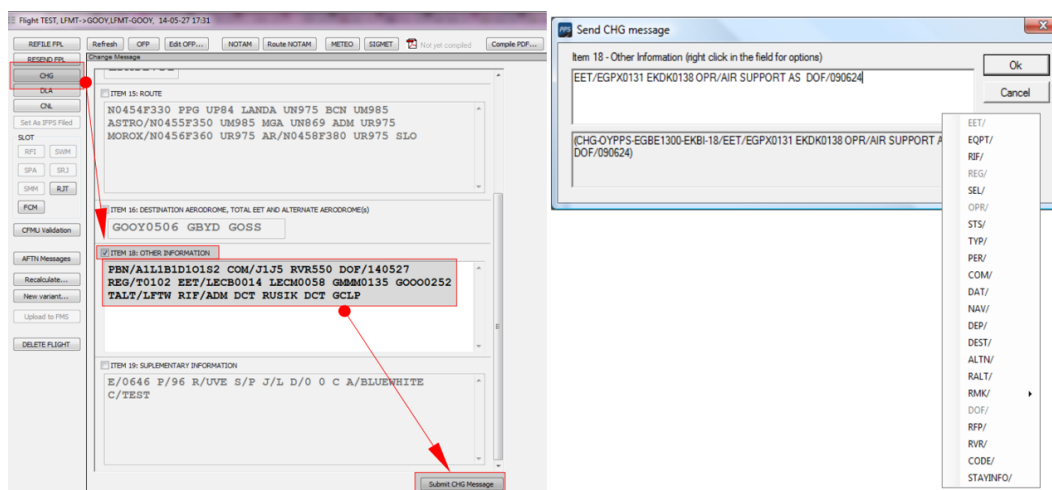 Flight TEST, LFMT->GOOY,LFMT-GOOY, 14-05-27 17:31
REFILE FPL
Refresh
OFP
Edit OFP...
NOTAM
Route NOTAM
METEO
SIGMET
Not yet compiled
Compile PDF...
RESEND FPL
Change Message
CHG
DLA
CNL
Set As IFPS Filed
SLOT
RFI
SWM
SPA
SRJ
SMM
RJT
FCM
CFMU Validation
AFTN Messages
Recalculate...
New variant...
Upload to FMS
DELETE FLIGHT
ITEM 15: ROUTE
N0454F330 PPG UP84 LANDA UN975 BCN UM985
ASTRO/N0455F350 UM985 MGA UN869 ADM UR975
MOROX/N0456F360 UR975 AR/N0458F380 UR975 SLO
ITEM 16: DESTINATION AERODROME, TOTAL EET AND ALTERNATE AERODROME(s)
GOOY0506 GBYD GOSS
ITEM 18: OTHER INFORMATION
PBN/A1L1B1D1O1S2 COM/J1J5 RVR550 DOF/140527
REG/T0102 EET/LECB0014 LECM0058 GMMM0135 GOOO0252
TALT/LFTW RIF/ADM DCT RUSIK DCT GCLP
ITEM 19: SUPLEMENTARY INFORMATION
E/0646 P/96 R/UVE S/P J/L D/0 0 C A/BLUEWHITE
C/TEST
Submit CHG Message
PPS
Send CHG message
Item 18 - Other Information (right click in the field for options)
EET/EGPX0131 EKDK0138 OPR/AIR SUPPORT AS DOF/090624
Ok
Cancel
(CHG-OYPPS-EGBE1300-EKBI-18/EET/EGPX0131 EKDK0138 OPR/AIR SUPPORT A
DOF/090624)
EET/
EQPT/
RIF/
REG/
SEL/
OPR/
STS/
TYP/
PER/
COM/
DAT/
NAV/
DEP/
DEST/
ALTN/
RALT/
RMK/
DOF/
RFP/
RVR/
CODE/
STAYINFO/